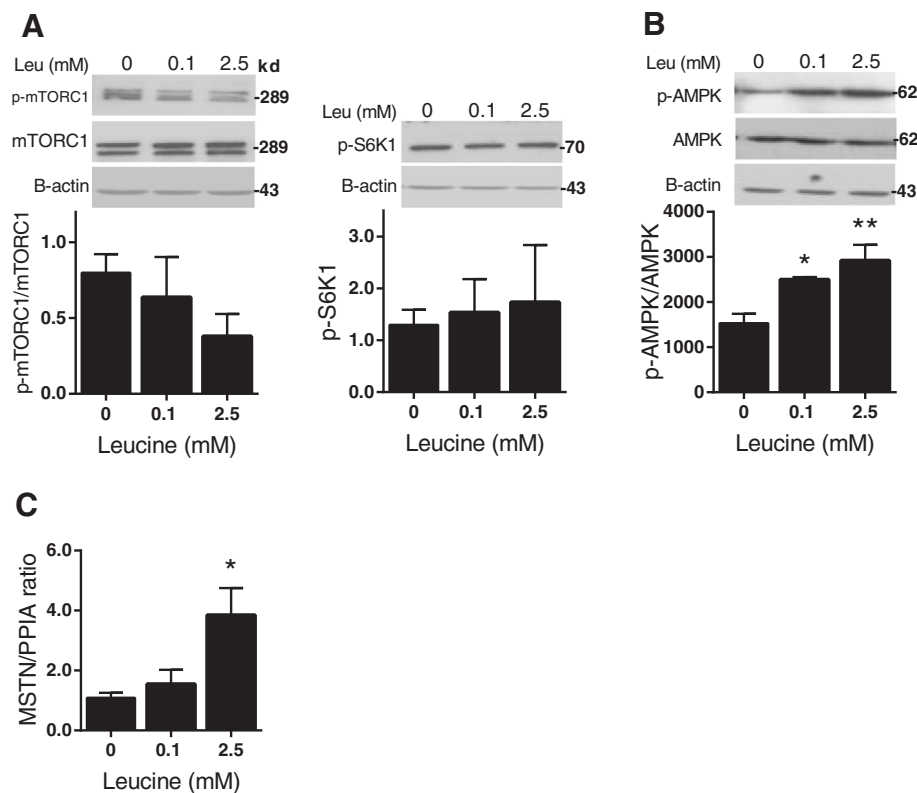 A
Leu (mM) 0 0.1 2.5 kd
p-mTORC1 -289
mTORC1 -289
B-actin -43
p-mTORC1/mTORC1
1.0
0.5
0.0
0 0.1 2.5
Leucine (mM)
Leu (mM) 0 0.1 2.5
p-S6K1 -70
B-actin -43
p-S6K1
3.0
2.0
1.0
0.0
0 0.1 2.5
Leucine (mM)
B
Leu (mM) 0 0.1 2.5
p-AMPK -62
AMPK -62
B-actin -43
p-AMPK/AMPK
4000
3000
2000
1000
0
* **
0 0.1 2.5
Leucine (mM)
C
MSTN/PPIA ratio
6.0
4.0
2.0
0.0
*
0 0.1 2.5
Leucine (mM)